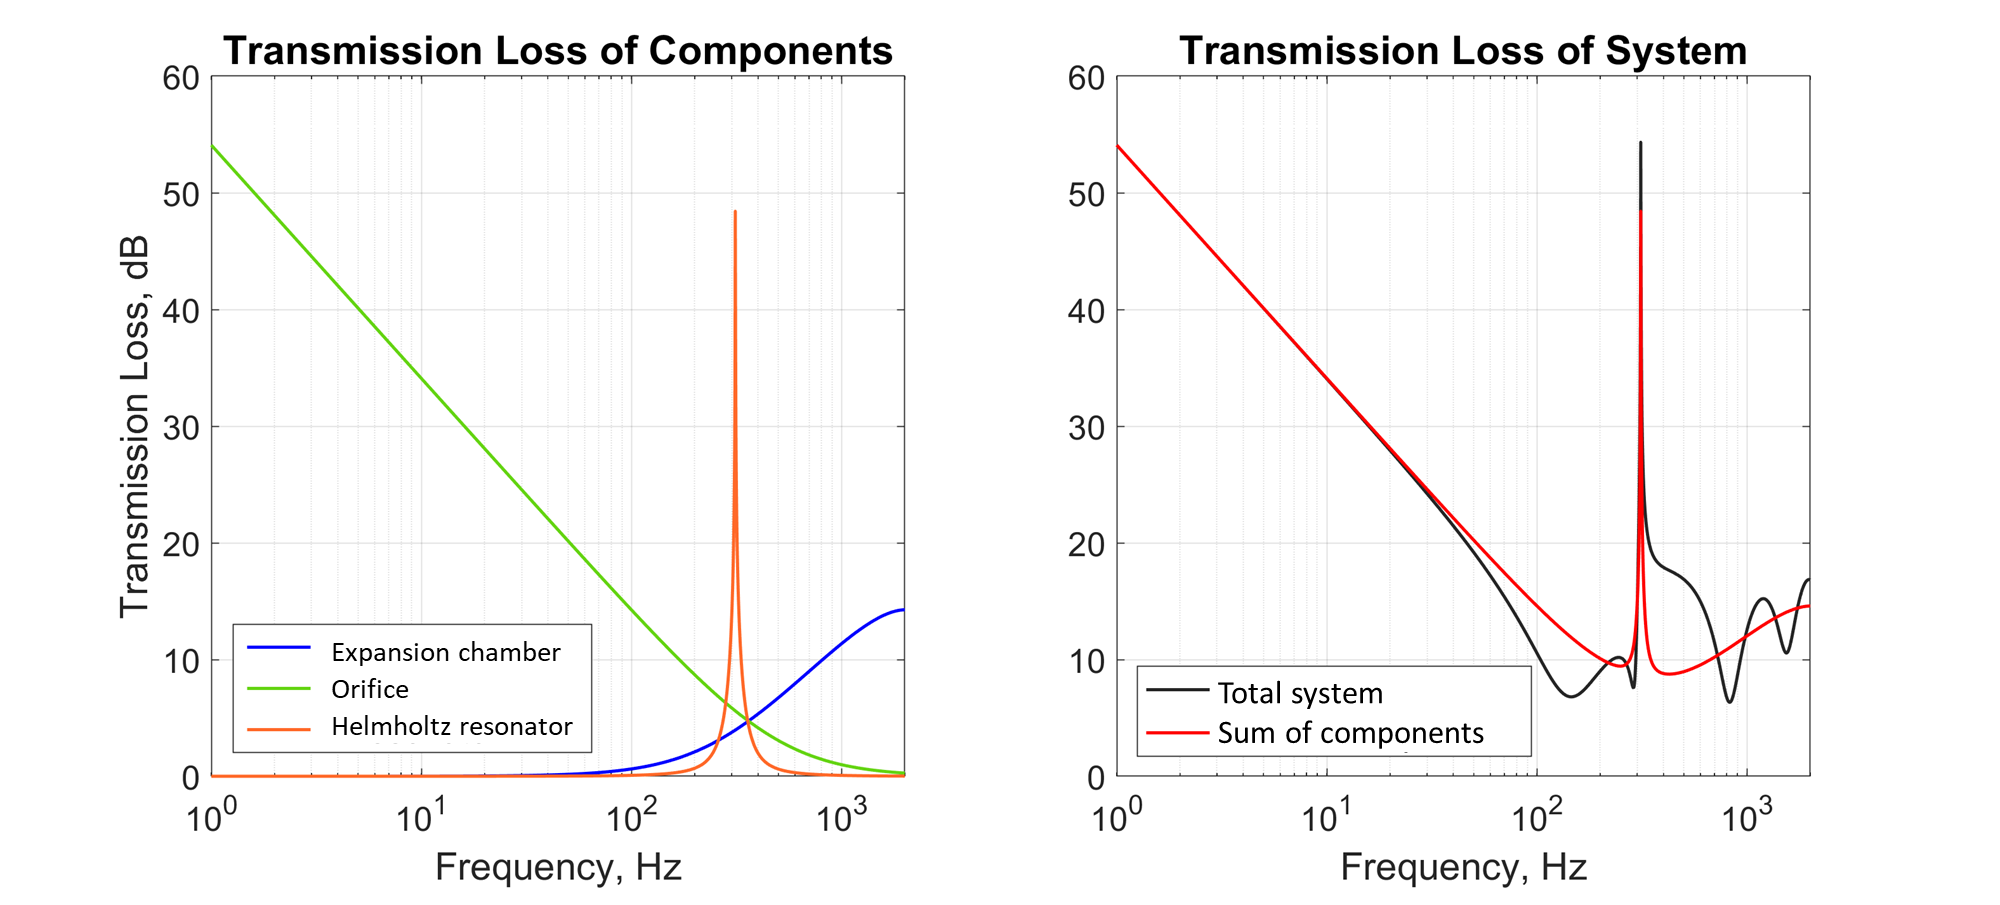 Transmission Loss of Components
60
50
40
30
20
10
0
Transmission Loss, dB
Expansion chamber
Orifice
Helmholtz resonator
10^0
10^1
10^2
10^3
Frequency, Hz
Transmission Loss of System
60
50
40
30
20
10
0
Total system
Sum of components
10^0
10^1
10^2
10^3
Frequency, Hz